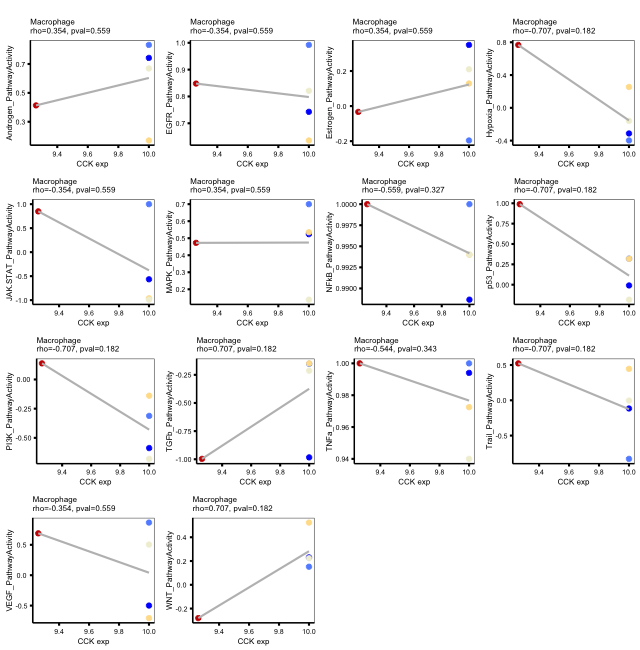 Macrophage
rho=0.354, pval=0.559
Androgen_PathwayActivity
0.7
0.5
0.3
9.4
9.6
9.8
10.0
CCK exp
Macrophage
rho=-0.354, pval=0.559
EGFR_PathwayActivity
1.0
0.9
0.8
0.7
9.4
9.6
9.8
10.0
CCK exp
Macrophage
rho=0.354, pval=0.559
Estrogen_PathwayActivity
0.2
0.0
-0.2
9.4
9.6
9.8
10.0
CCK exp
Macrophage
rho=-0.707, pval=0.182
Hypoxia_PathwayActivity
0.8
0.4
0.0
-0.4
9.4
9.6
9.8
10.0
CCK exp
Macrophage
rho=-0.354, pval=0.559
JAK.STAT_PathwayActivity
1.0
0.5
0.0
-0.5
-1.0
9.4
9.6
9.8
10.0
CCK exp
Macrophage
rho=0.354, pval=0.559
MAPK_PathwayActivity
0.7
0.6
0.5
0.4
0.3
0.2
9.4
9.6
9.8
10.0
CCK exp
Macrophage
rho=-0.559, pval=0.327
NFkB_PathwayActivity
1.0000
0.9950
0.9900
9.4
9.6
9.8
10.0
CCK exp
Macrophage
rho=-0.707, pval=0.182
p53_PathwayActivity
1.00
0.75
0.50
0.25
0.00
9.4
9.6
9.8
10.0
CCK exp
Macrophage
rho=-0.707, pval=0.182
PI3K_PathwayActivity
0.00
-0.25
-0.50
9.4
9.6
9.8
10.0
CCK exp
Macrophage
rho=0.707, pval=0.182
TGFb_PathwayActivity
-0.25
-0.50
-0.75
-1.00
9.4
9.6
9.8
10.0
CCK exp
Macrophage
rho=-0.544, pval=0.343
TNFa_PathwayActivity
1.00
0.98
0.96
0.94
9.4
9.6
9.8
10.0
CCK exp
Macrophage
rho=-0.707, pval=0.182
Trail_PathwayActivity
0.5
0.0
-0.5
9.4
9.6
9.8
10.0
CCK exp
Macrophage
rho=-0.354, pval=0.559
VEGF_PathwayActivity
0.5
0.0
-0.5
9.4
9.6
9.8
10.0
CCK exp
Macrophage
rho=0.707, pval=0.182
WNT_PathwayActivity
0.4
0.2
0.0
-0.2
9.4
9.6
9.8
10.0
CCK exp